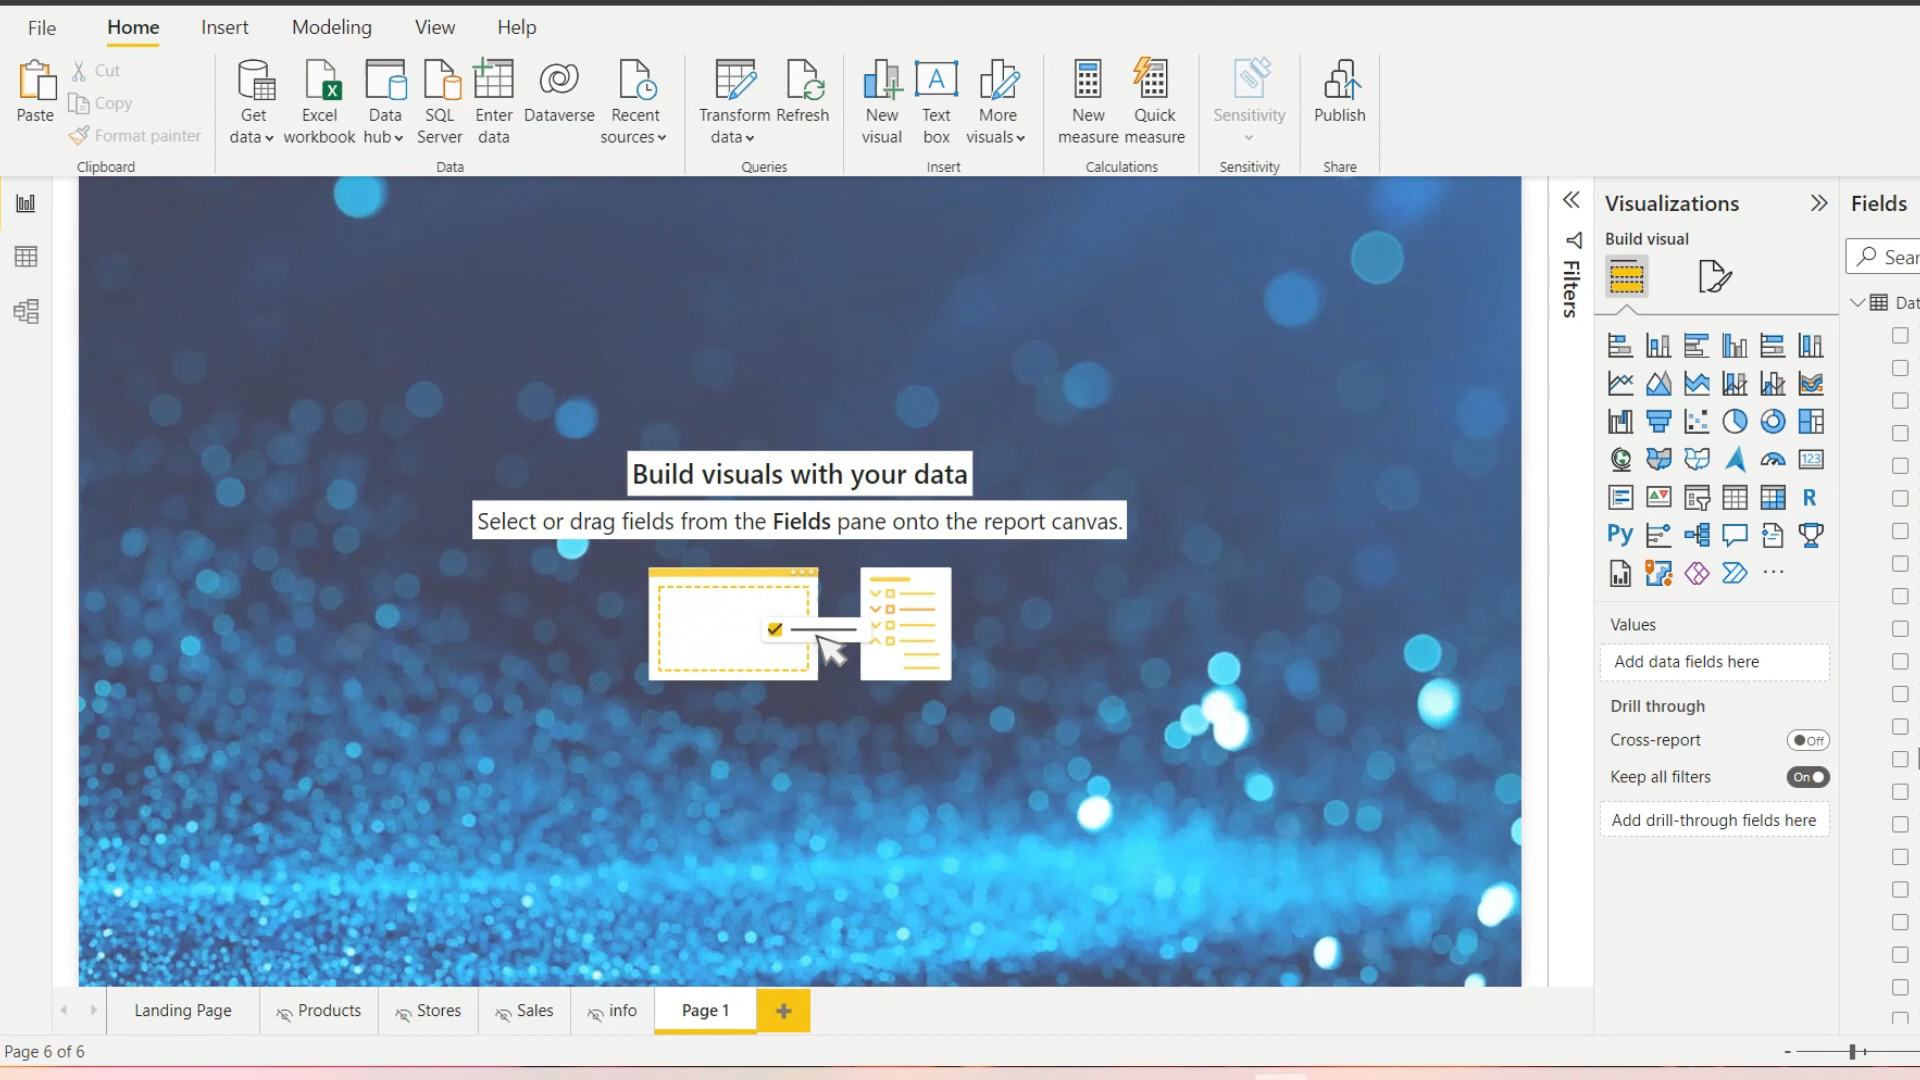 File
Home
Insert
Modeling
View
Help
Paste
Cut
Copy
Format painter
Clipboard
Get
data
Excel
workbook
Data
hub
SQL
Server
Enter
data
Dataverse
Recent
sources
Data
Transform
data
Refresh
Queries
New
visual
Text
box
More
visuals
Insert
New
measure
Quick
measure
Calculations
Sensitivity
Sensitivity
Publish
Share
Build visuals with your data
Select or drag fields from the Fields pane onto the report canvas.
Filters
Visualizations
Build visual
123
R
Py
Values
Add data fields here
Drill through
Cross-report
Off
Keep all filters
On
Add drill-through fields here
Fields
Sear
Dat
Landing Page
Products
Stores
Sales
info
Page 1
Page 6 of 6